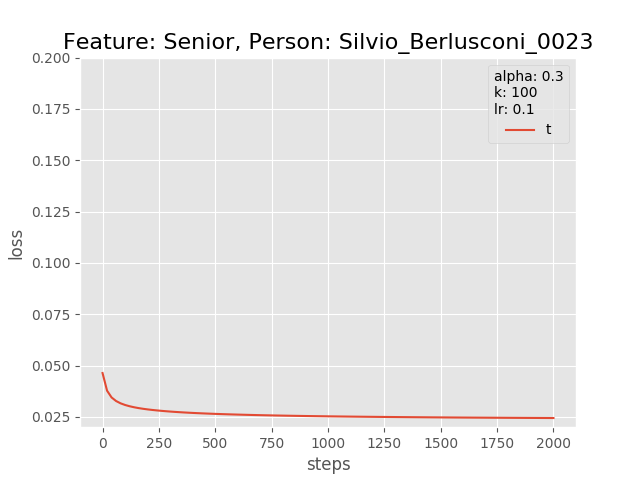 Feature: Senior, Person: Silvio_Berlusconi_0023
alpha: 0.3
k: 100
lr: 0.1
t
0.200
0.175
0.150
0.125
0.100
0.075
0.050
0.025
loss
0 250 500 750 1000 1250 1500 1750 2000
steps